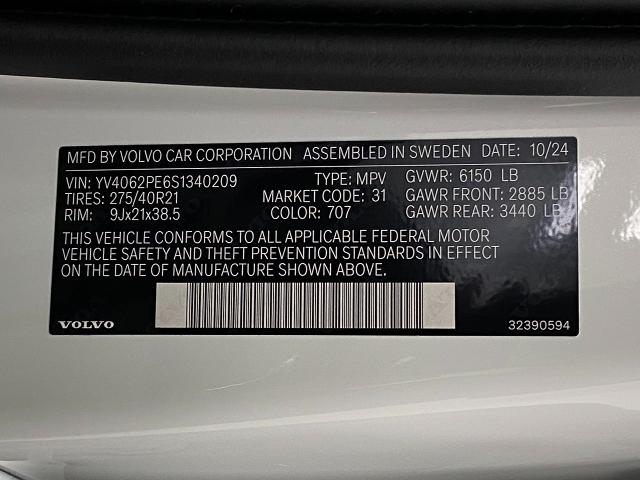 MFD BY VOLVO CAR CORPORATION ASSEMBLED IN SWEDEN DATE: 10/24
VIN: YV4062PE6S1340209 TYPE: MPV GVWR: 6150 LB
TIRES: 275/40R21 MARKET CODE: 31 GAWR FRONT: 2885 LB
RIM: 9Jx21x38.5 COLOR: 707 GAWR REAR: 3440 LB
THIS VEHICLE CONFORMS TO ALL APPLICABLE FEDERAL MOTOR
VEHICLE SAFETY AND THEFT PREVENTION STANDARDS IN EFFECT
ON THE DATE OF MANUFACTURE SHOWN ABOVE.
VOLVO 32390594